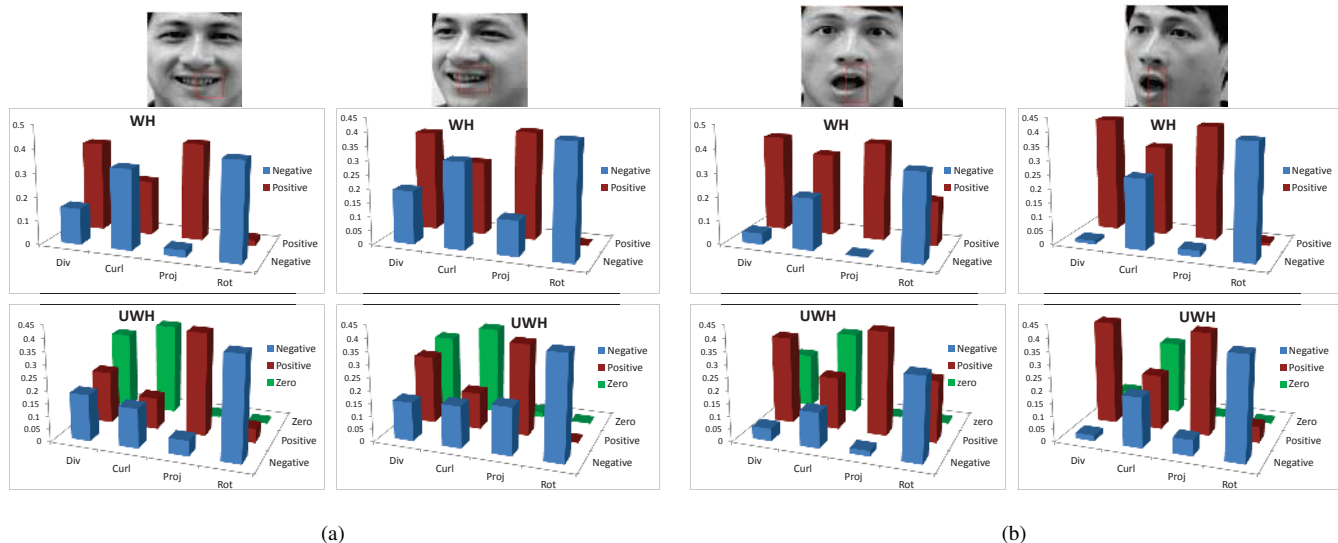 WH
0.5
0.4
0.3
0.2
0.1
0
Div
Curl
Proj
Rot
Negative
Positive
Negative
Positive
WH
0.45
0.4
0.35
0.3
0.25
0.2
0.15
0.1
0.05
0
Div
Curl
Proj
Rot
Negative
Positive
Negative
Positive
WH
0.5
0.4
0.3
0.2
0.1
0
Div
Curl
Proj
Rot
Negative
Positive
Negative
Positive
WH
0.45
0.4
0.35
0.3
0.25
0.2
0.15
0.1
0.05
0
Div
Curl
Proj
Rot
Negative
Positive
Negative
Positive
UWH
0.45
0.4
0.35
0.3
0.25
0.2
0.15
0.1
0.05
0
Div
Curl
Proj
Rot
Negative
Positive
Zero
Zero
Positive
Negative
UWH
0.45
0.4
0.35
0.3
0.25
0.2
0.15
0.1
0.05
0
Div
Curl
Proj
Rot
Negative
Positive
Zero
Zero
Positive
Negative
UWH
0.45
0.4
0.35
0.3
0.25
0.2
0.15
0.1
0.05
0
Div
Curl
Proj
Rot
Negative
Positive
zero
zero
Positive
Negative
UWH
0.45
0.4
0.35
0.3
0.25
0.2
0.15
0.1
0.05
0
Div
Curl
Proj
Rot
Negative
Positive
Zero
Zero
Positive
Negative
(a)
(b)